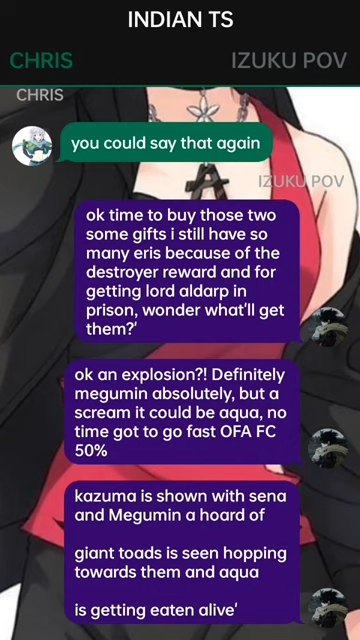 INDIAN TS
CHRIS
IZUKU POV
CHRIS
you could say that again
IZUKU POV
ok time to buy those two
some gifts i still have so
many eris because of the
destroyer reward and for
getting lord aldarp in
prison, wonder what'll get
them?'
ok an explosion?! Definitely
megumin absolutely, but a
scream it could be aqua, no
time got to go fast OFA FC
50%
kazuma is shown with sena
and Megumin a hoard of
giant toads is seen hopping
towards them and aqua
is getting eaten alive'